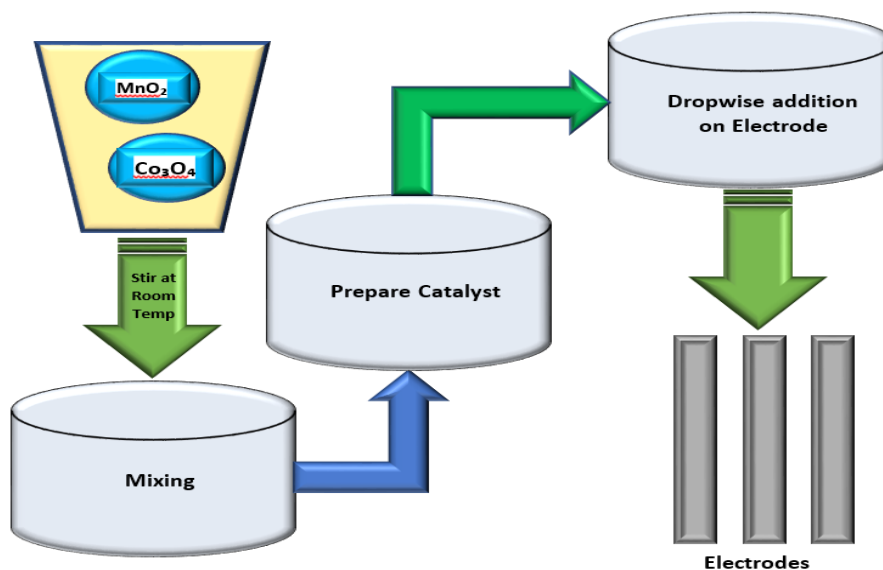 MnO₂
Co₃O₄
Stir at
Room
Temp
Mixing
Prepare Catalyst
Dropwise addition
on Electrode
Electrodes